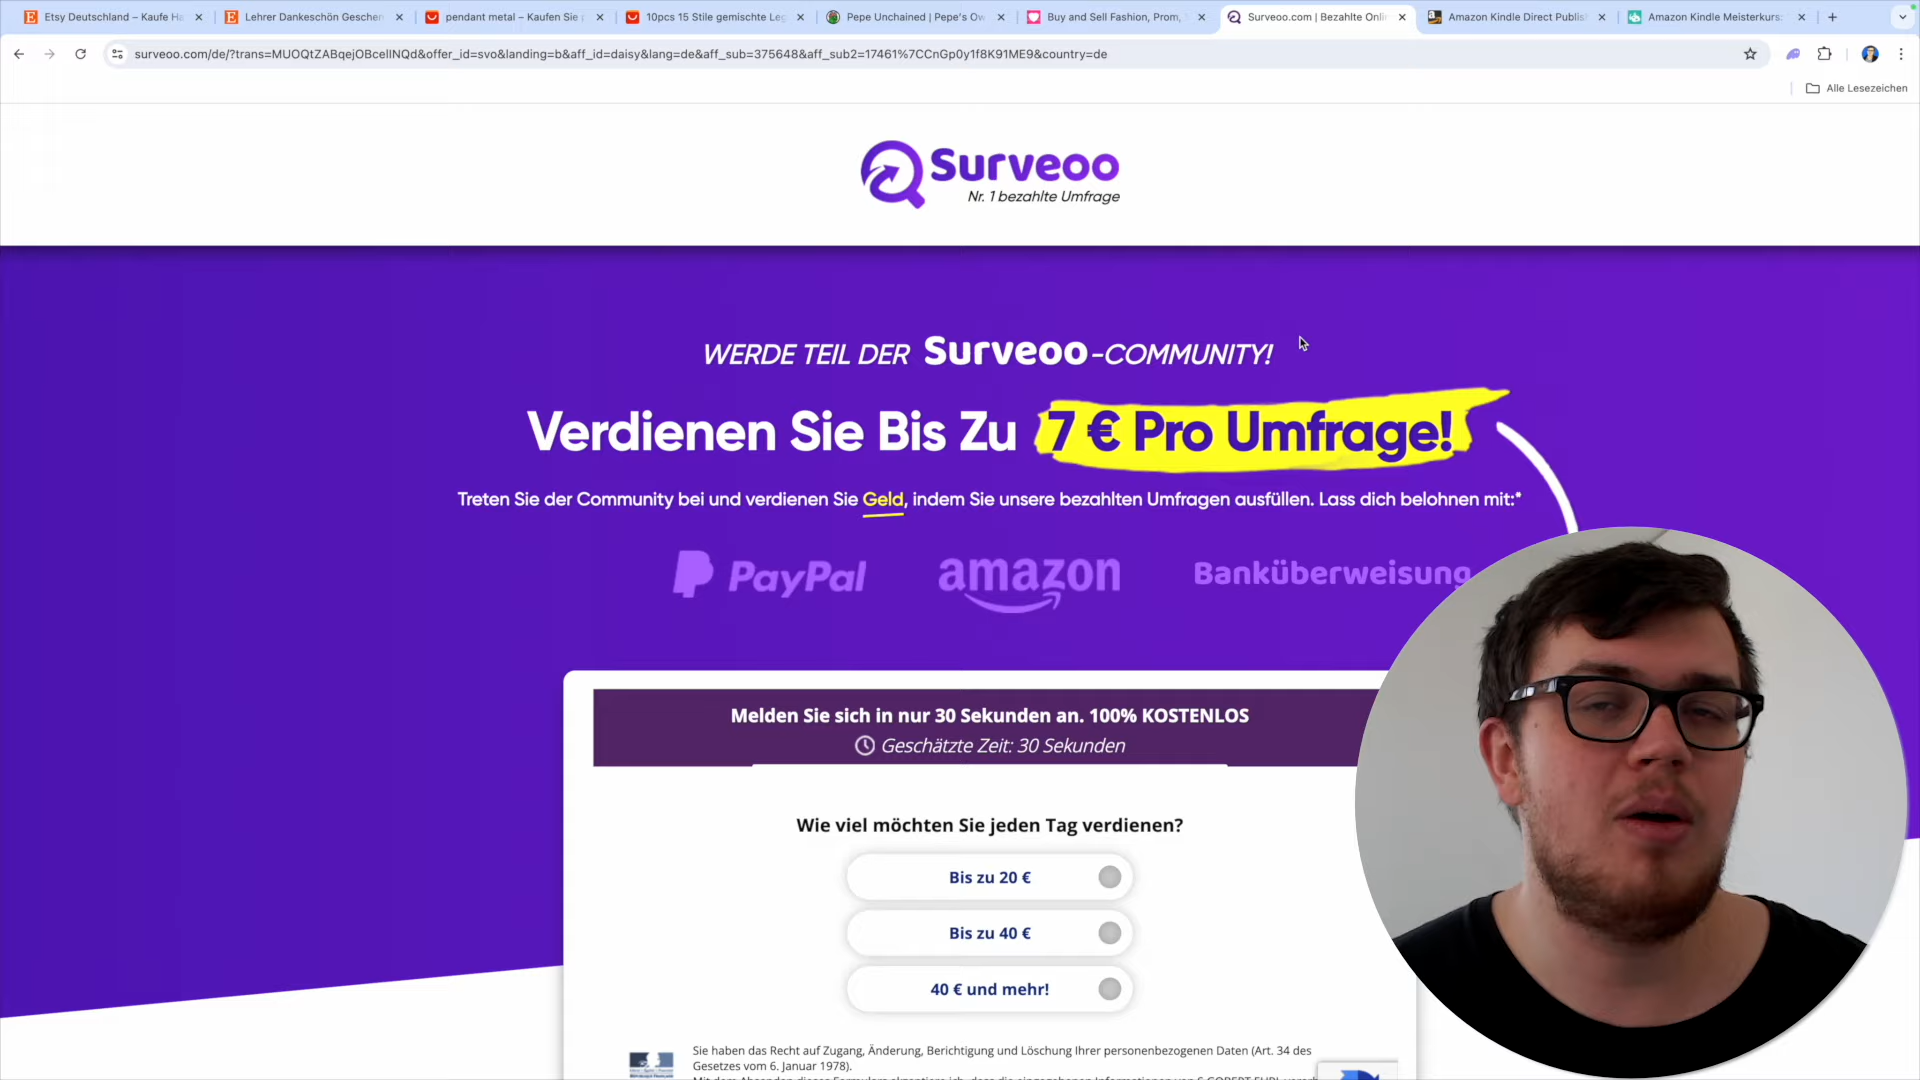 Etsy Deutschland – Kaufe Ha
Lehrer Dankeschön Geschen
pendant metal – Kaufen Sie
10pcs 15 Stile gemischte Leg
Pepe Unchained | Pepe's Ow
Buy and Sell Fashion, Prom,
Surveoo.com | Bezahlte Onli
Amazon Kindle Direct Publis
Amazon Kindle Meisterkurs:
surveoo.com/de/?trans=MUOQtZABqejOBcellNQd&offer_id=svo&landing=b&aff_id=daisy&lang=de&aff_sub=375648&aff_sub2=17461%7CCnGp0y1f8K91ME9&country=de
Alle Lesezeichen
Surveoo
Nr. 1 bezahlte Umfrage
WERDE TEIL DER Surveoo-COMMUNITY!
Verdienen Sie Bis Zu 7 € Pro Umfrage!
Treten Sie der Community bei und verdienen Sie Geld, indem Sie unsere bezahlten Umfragen ausfüllen. Lass dich belohnen mit:*
PayPal amazon Banküberweisung
Melden Sie sich in nur 30 Sekunden an. 100% KOSTENLOS
Geschätzte Zeit: 30 Sekunden
Wie viel möchten Sie jeden Tag verdienen?
Bis zu 20 €
Bis zu 40 €
40 € und mehr!
Sie haben das Recht auf Zugang, Änderung, Berichtigung und Löschung Ihrer personenbezogenen Daten (Art. 34 des
Gesetzes vom 6. Januar 1978).